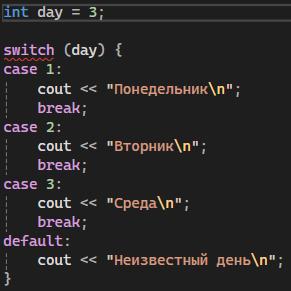 int day = 3;
switch (day) {
case 1:
cout << "Понедельник\n";
break;
case 2:
cout << "Вторник\n";
break;
case 3:
cout << "Среда\n";
break;
default:
cout << "Неизвестный день\n";
}